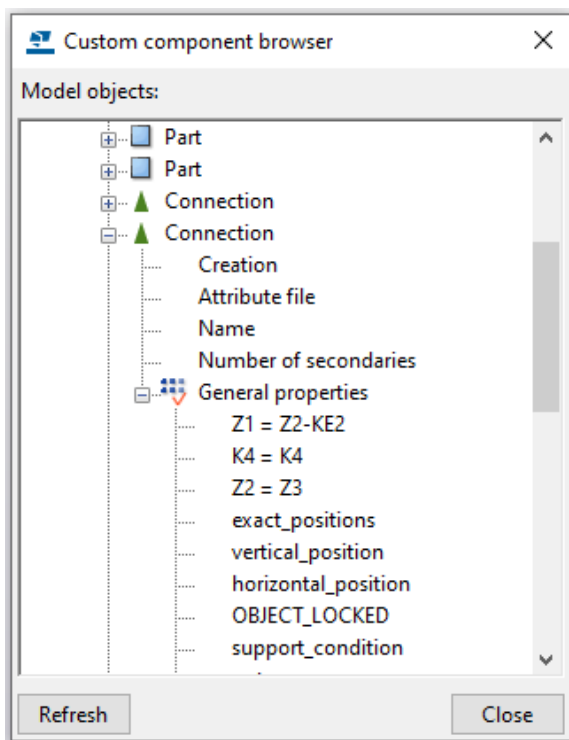 Custom component browser
Model objects:
Part
Part
Connection
Connection
Creation
Attribute file
Name
Number of secondaries
General properties
Z1 = Z2-KE2
K4 = K4
Z2 = Z3
exact_positions
vertical_position
horizontal_position
OBJECT_LOCKED
support_condition
Refresh Close